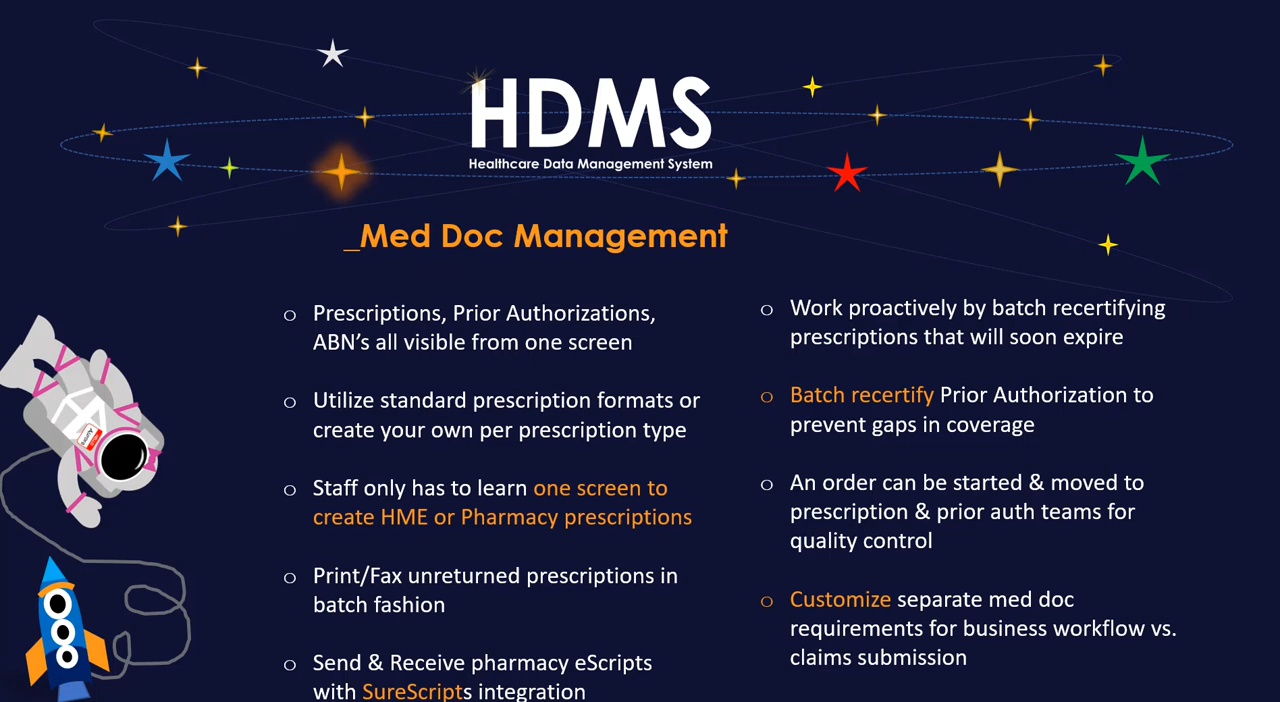 HDMS
Healthcare Data Management System
_Med Doc Management
Prescriptions, Prior Authorizations,
ABN's all visible from one screen
Utilize standard prescription formats or
create your own per prescription type
Staff only has to learn one screen to
create HME or Pharmacy prescriptions
Print/Fax unreturned prescriptions in
batch fashion
Send & Receive pharmacy eScripts
with SureScripts integration
Work proactively by batch recertifying
prescriptions that will soon expire
Batch recertify Prior Authorization to
prevent gaps in coverage
An order can be started & moved to
prescription & prior auth teams for
quality control
Customize separate med doc
requirements for business workflow vs.
claims submission